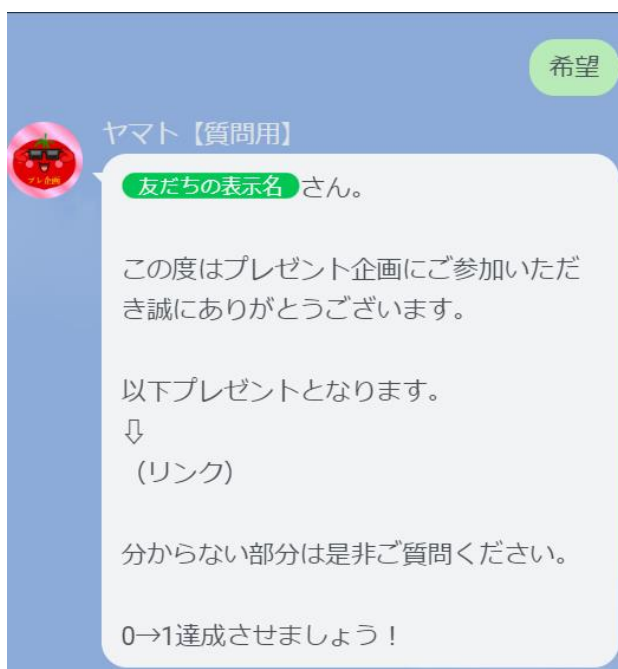 希望
ヤマト【質問用】
友だちの表示名さん。
この度はプレゼント企画にご参加いただ
き誠にありがとうございます。
以下プレゼントとなります。
⇩
（リンク）
分からない部分は是非ご質問ください。
0→1達成させましょう！
プレ企画